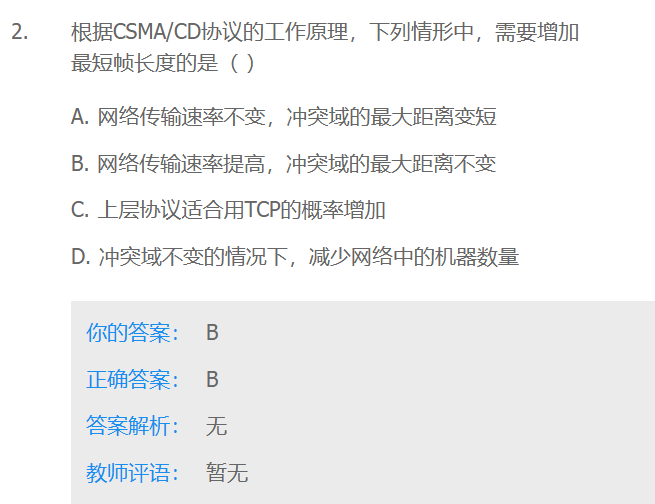 2. 根据CSMA/CD协议的工作原理，下列情形中，需要增加
最短帧长度的是（ ）
A. 网络传输速率不变，冲突域的最大距离变短
B. 网络传输速率提高，冲突域的最大距离不变
C. 上层协议适合用TCP的概率增加
D. 冲突域不变的情况下，减少网络中的机器数量
你的答案： B
正确答案： B
答案解析： 无
教师评语： 暂无